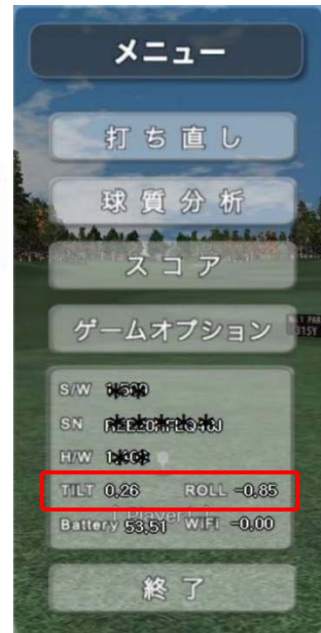 メニュー
打ち直し
球質分析
スコア
ゲームオプション
315Y
S/W
SN
H/W
TILT 0,26 ROLL -0,85
Player1
Battery 53,51 WiFi -0,00
終了